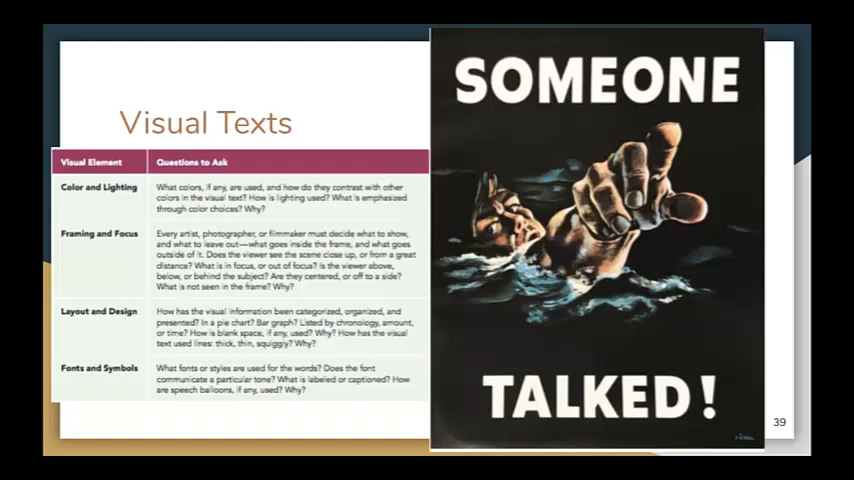 Visual Texts
Visual Element Questions to Ask
Color and Lighting What colors, if any, are used, and how do they contrast with other
colors in the visual text? How is lighting used? What is emphasized
through color choices? Why?
Framing and Focus Every artist, photographer, or filmmaker must decide what to show,
and what to leave out—what goes inside the frame, and what goes
outside of it. Does the viewer see the scene close up, or from a great
distance? What is in focus, or out of focus? Is the viewer above,
below, or behind the subject? Are they centered, or off to a side?
What is not seen in the frame? Why?
Layout and Design How has the visual information been categorized, organized, and
presented? In a pie chart? Bar graph? Listed by chronology, amount,
or time? How is blank space, if any, used? Why? How has the visual
text used lines: thick, thin, squiggly? Why?
Fonts and Symbols What fonts or styles are used for the words? Does the font
communicate a particular tone? What is labeled or captioned? How
are speech balloons, if any, used? Why?
SOMEONE
TALKED!
39